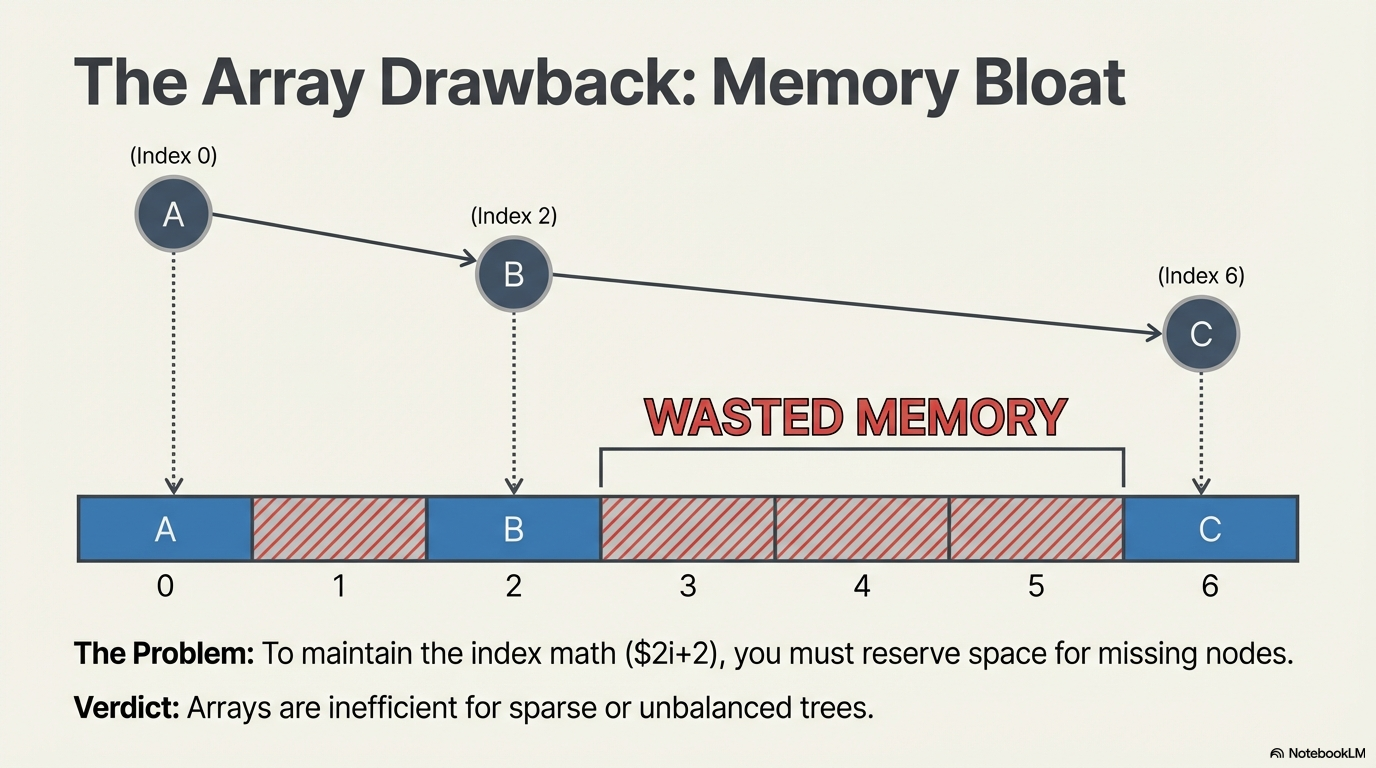 The Array Drawback: Memory Bloat
(Index 0)
A
(Index 2)
B
(Index 6)
C
WASTED MEMORY
A
B
C
0
1
2
3
4
5
6
The Problem: To maintain the index math ($2i+2), you must reserve space for missing nodes.
Verdict: Arrays are inefficient for sparse or unbalanced trees.
NotebookLM